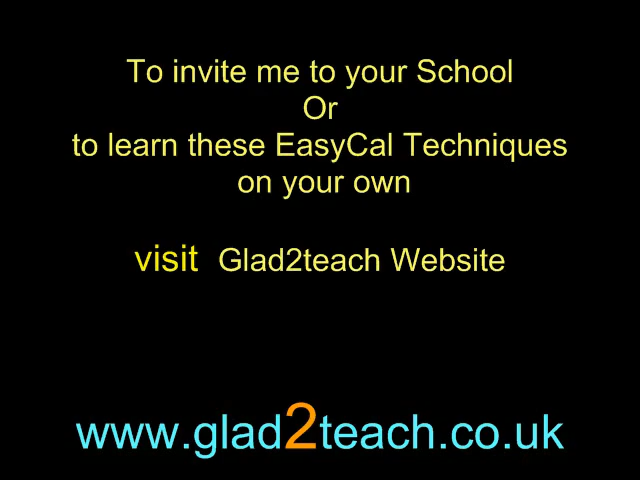 To invite me to your School
Or
to learn these EasyCal Techniques
on your own
visit Glad2teach Website
www.glad2teach.co.uk